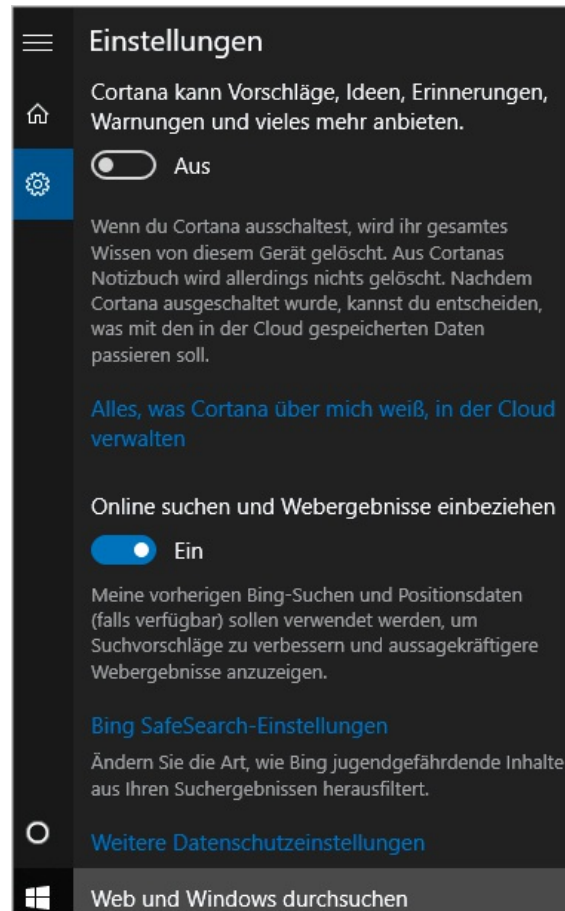 Einstellungen
Cortana kann Vorschläge, Ideen, Erinnerungen,
Warnungen und vieles mehr anbieten.
Aus
Wenn du Cortana ausschaltest, wird ihr gesamtes
Wissen von diesem Gerät gelöscht. Aus Cortanas
Notizbuch wird allerdings nichts gelöscht. Nachdem
Cortana ausgeschaltet wurde, kannst du entscheiden,
was mit den in der Cloud gespeicherten Daten
passieren soll.
Alles, was Cortana über mich weiß, in der Cloud
verwalten
Online suchen und Webergebnisse einbeziehen
Ein
Meine vorherigen Bing-Suchen und Positionsdaten
(falls verfügbar) sollen verwendet werden, um
Suchvorschläge zu verbessern und aussagekräftigere
Webergebnisse anzuzeigen.
Bing SafeSearch-Einstellungen
Ändern Sie die Art, wie Bing jugendgefährdende Inhalte
aus Ihren Suchergebnissen herausfiltert.
Weitere Datenschutzeinstellungen
Web und Windows durchsuchen